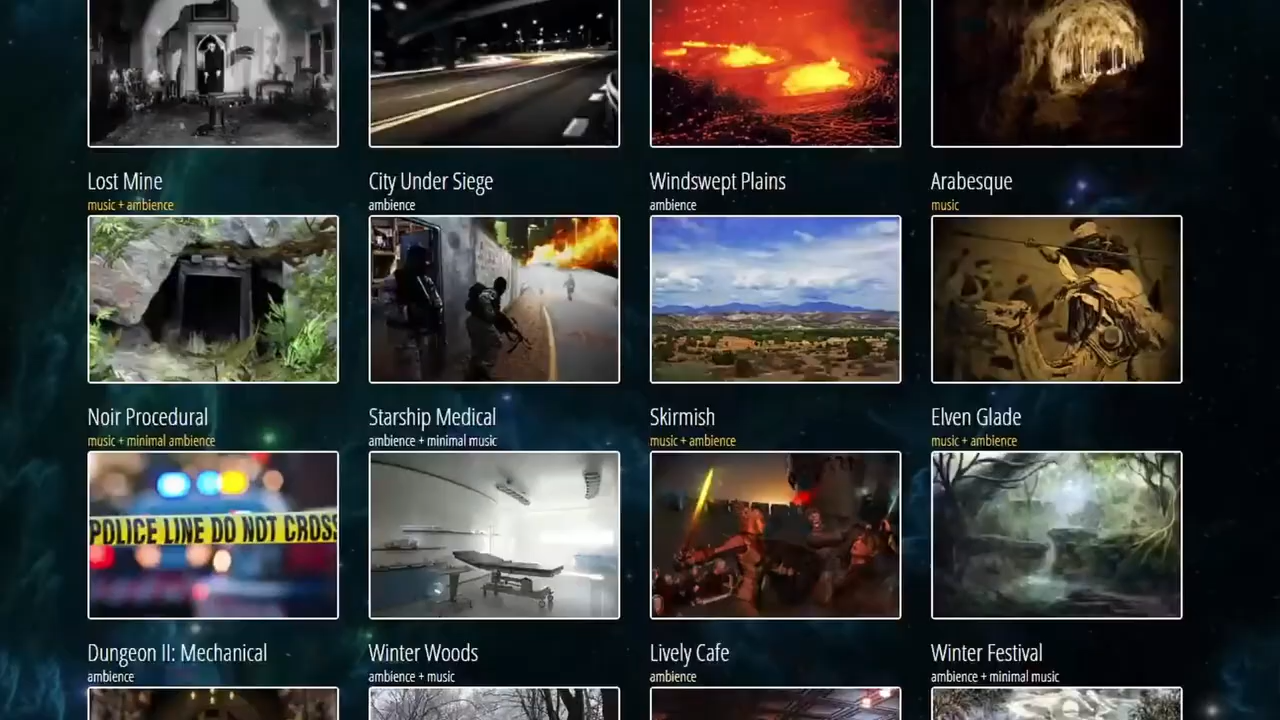 Lost Mine
music + ambience
City Under Siege
ambience
Windswept Plains
ambience
Arabesque
music
Noir Procedural
music + minimal ambience
Starship Medical
ambience + minimal music
Skirmish
music + ambience
Elven Glade
music + ambience
POLICE LINE DO NOT CROSS
Dungeon II: Mechanical
ambience
Winter Woods
ambience + music
Lively Cafe
ambience
Winter Festival
ambience + minimal music